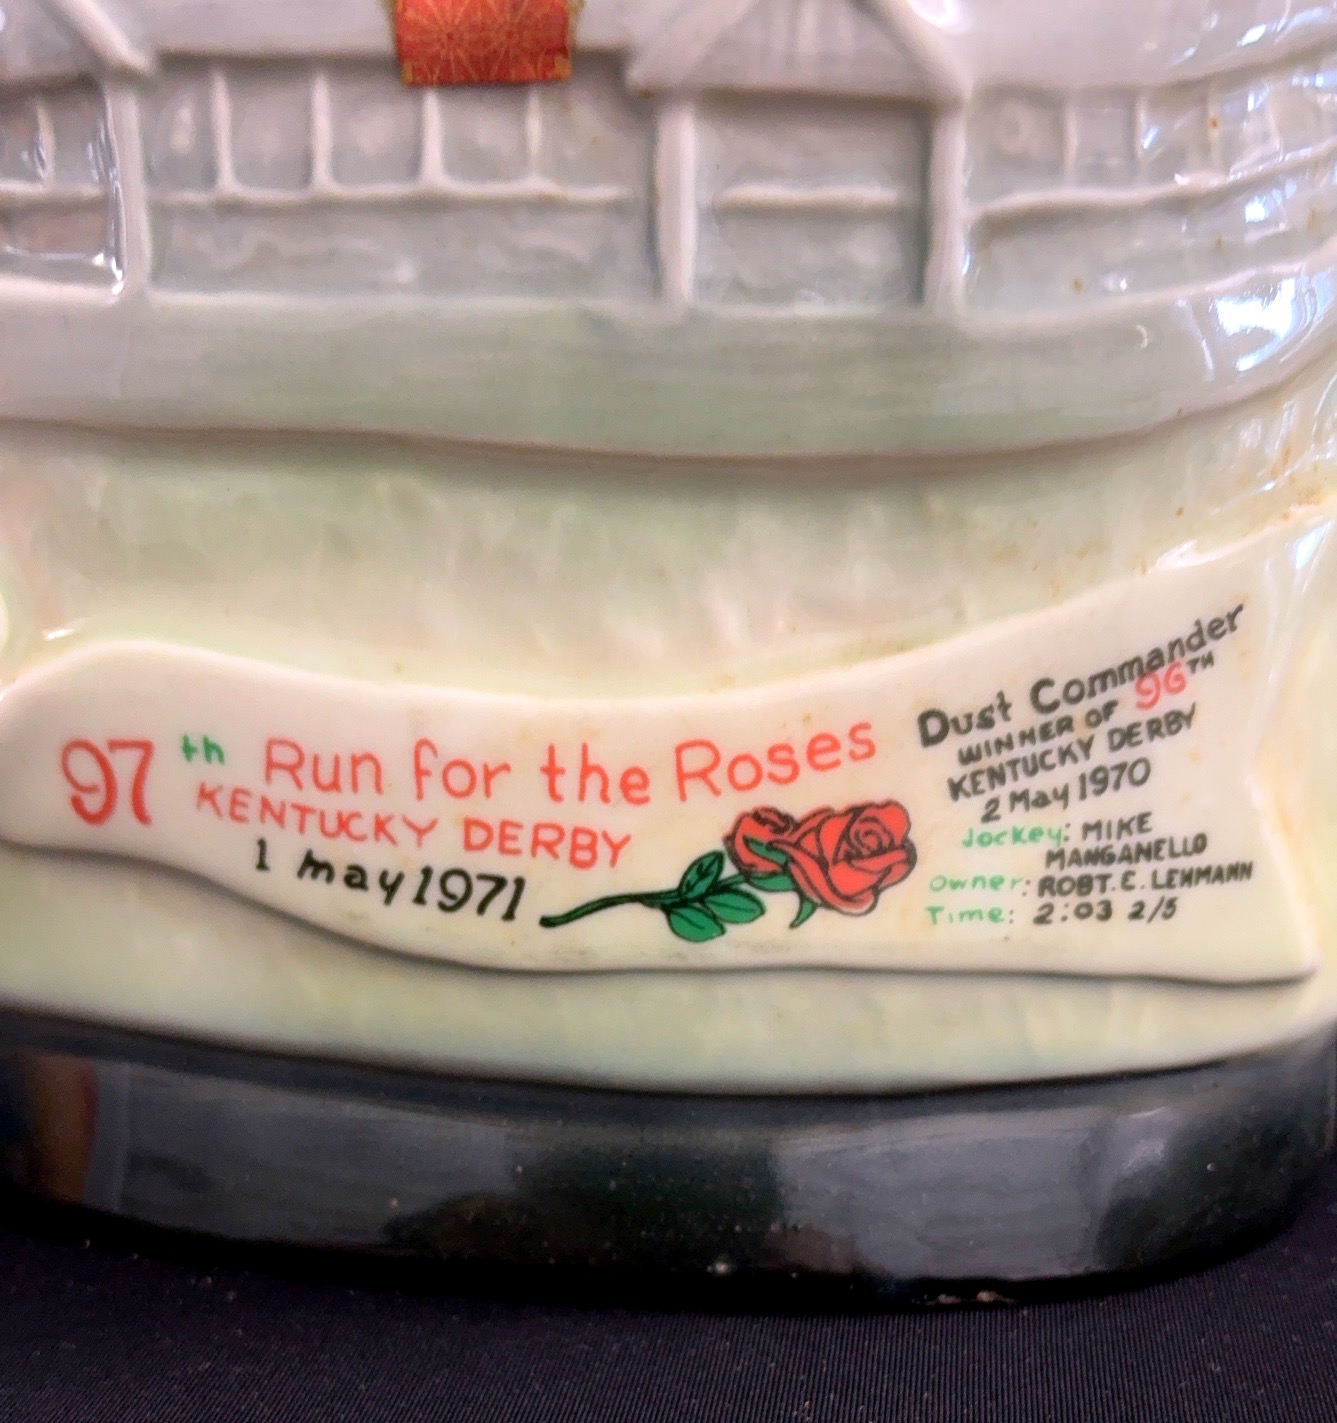 97th Run for the Roses
KENTUCKY DERBY
1 may 1971
Dust Commander
WINNER OF 96TH
KENTUCKY DERBY
2 May 1970
Jockey: MIKE
MANGANELLO
Owner: ROBT. E. LEHMANN
Time: 2:03 2/5